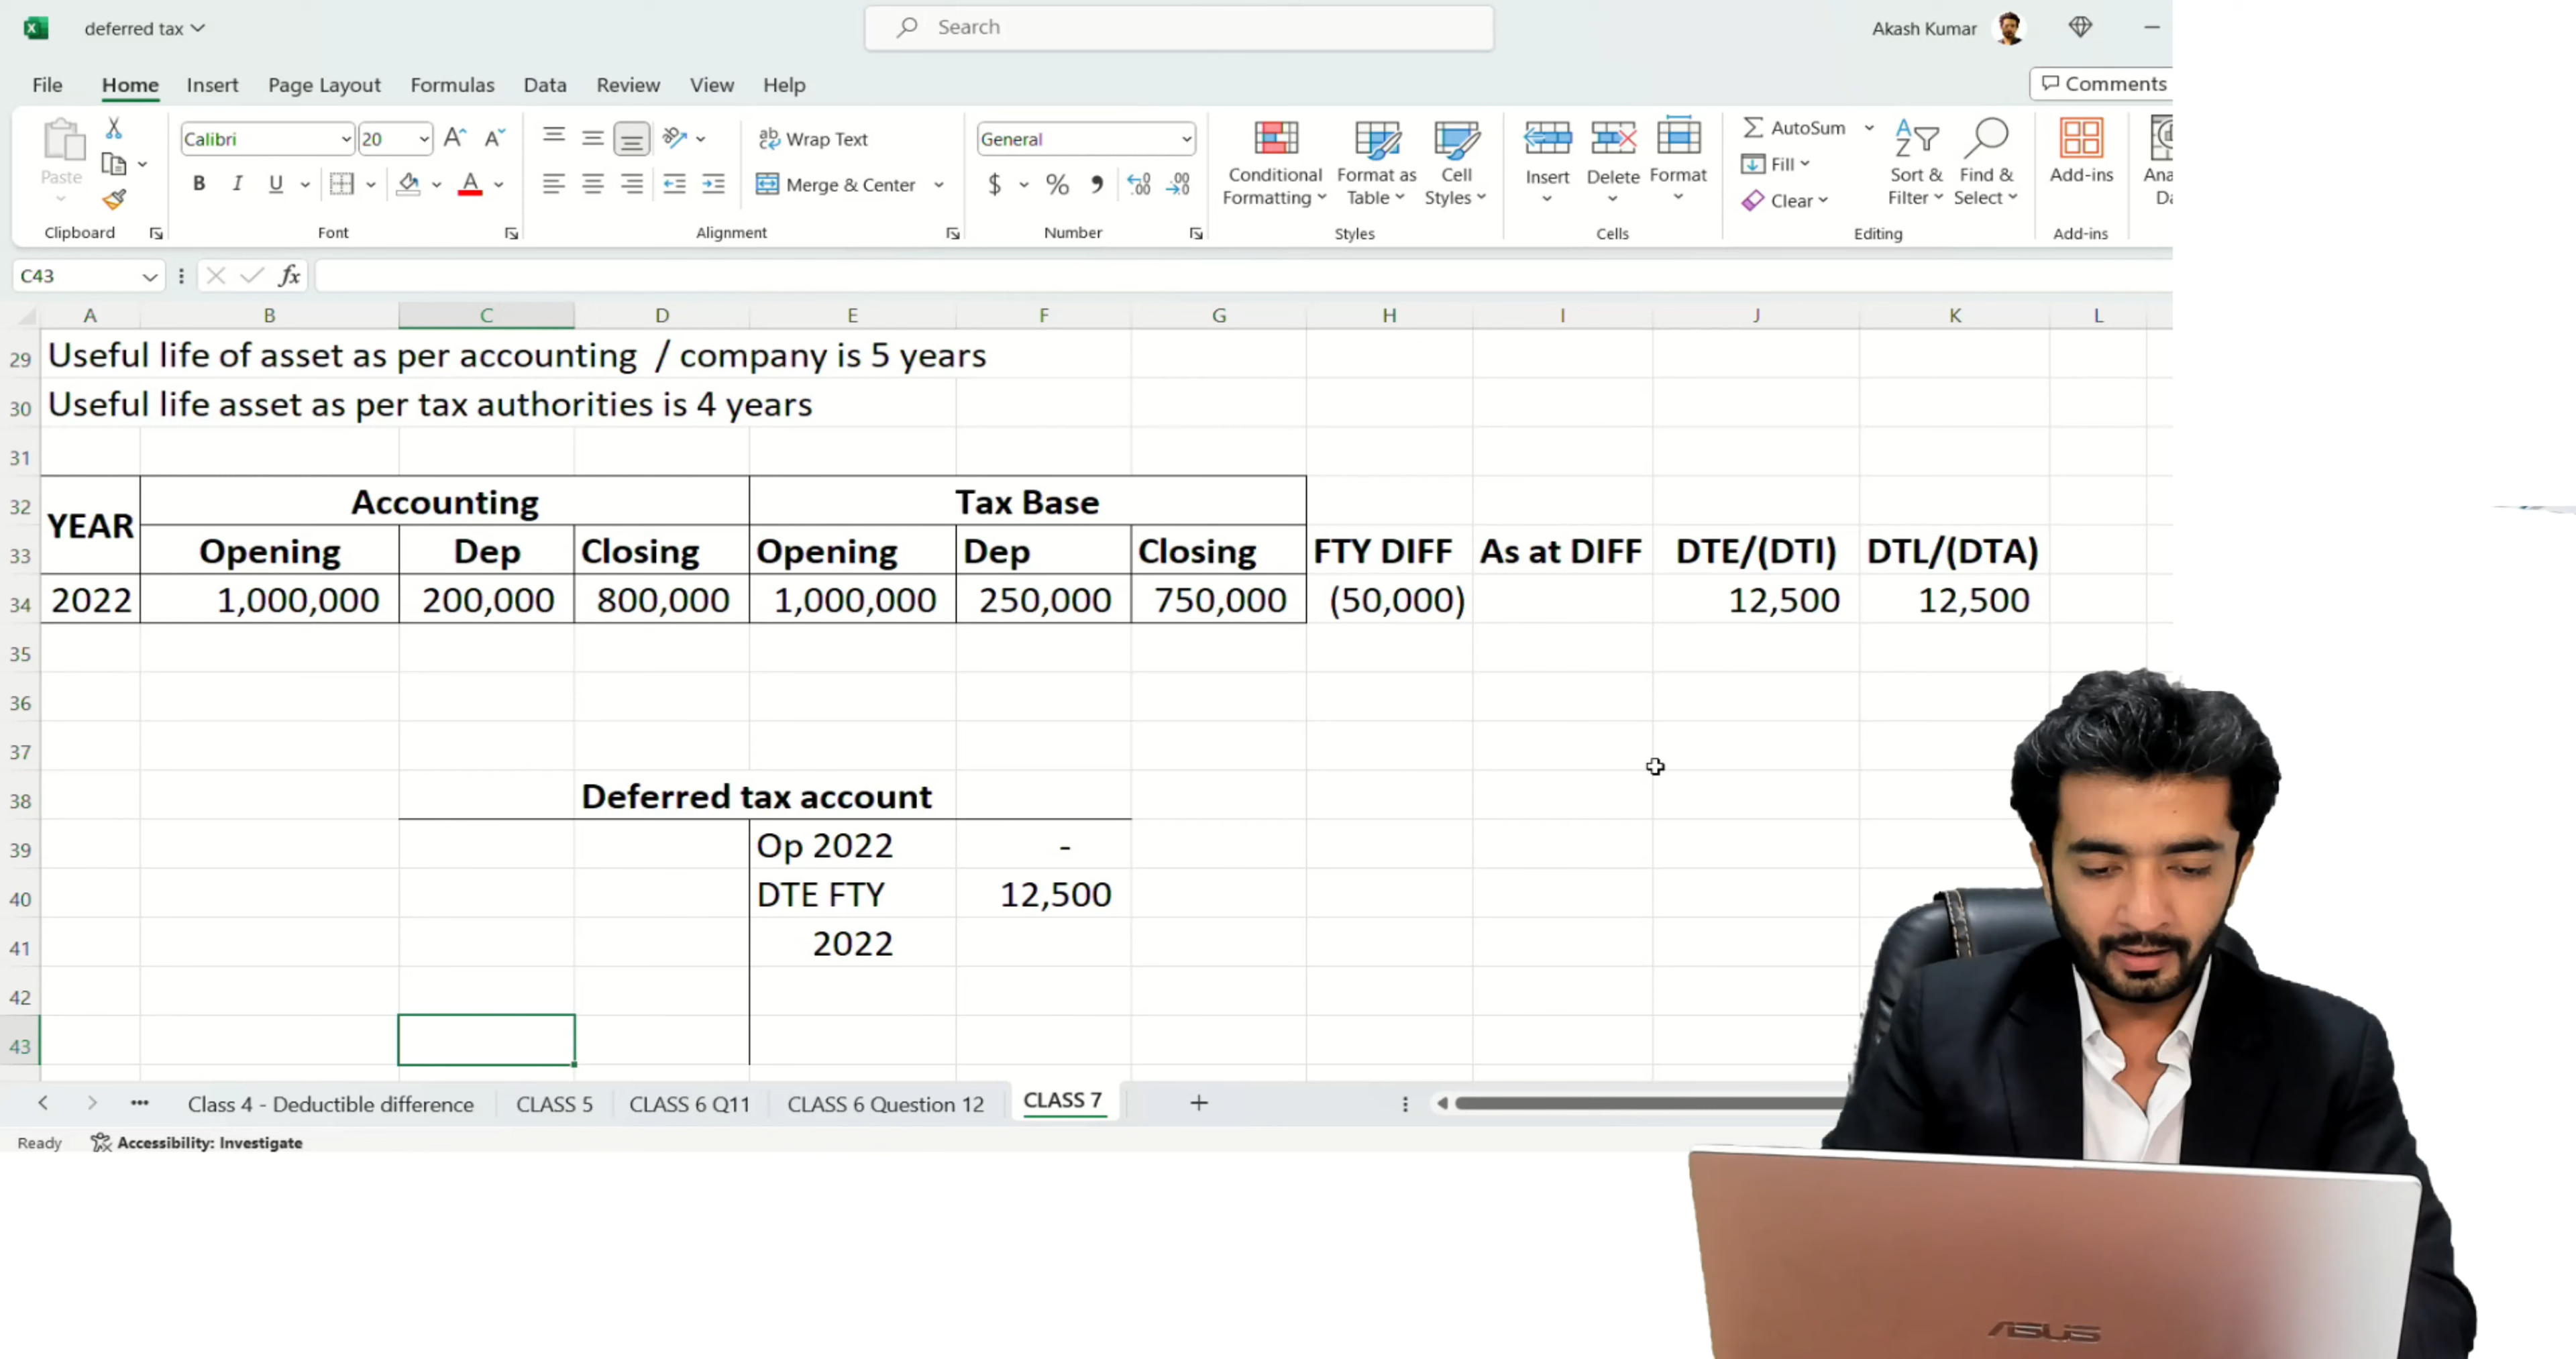 deferred tax
Search
Akash Kumar
File Home Insert Page Layout Formulas Data Review View Help
Comments
Paste
Calibri 20
Wrap Text
General
Conditional Formatting
Format as Table
Cell Styles
Insert
Delete
Format
AutoSum
Fill
Clear
Sort & Filter
Find & Select
Add-ins
B I U
Merge & Center
$ %
Clipboard Font Alignment Number Styles Cells Editing Add-ins
C43 fx
A B C D E F G H I J K L
29 Useful life of asset as per accounting / company is 5 years
30 Useful life asset as per tax authorities is 4 years
31
32 YEAR Accounting Tax Base
33 Opening Dep Closing Opening Dep Closing FTY DIFF As at DIFF DTE/(DTI) DTL/(DTA)
34 2022 1,000,000 200,000 800,000 1,000,000 250,000 750,000 (50,000) 12,500 12,500
35
36
37
38 Deferred tax account
39 Op 2022 -
40 DTE FTY 12,500
41 2022
42
43
Class 4 - Deductible difference CLASS 5 CLASS 6 Q11 CLASS 6 Question 12 CLASS 7
Ready Accessibility: Investigate
ASUS